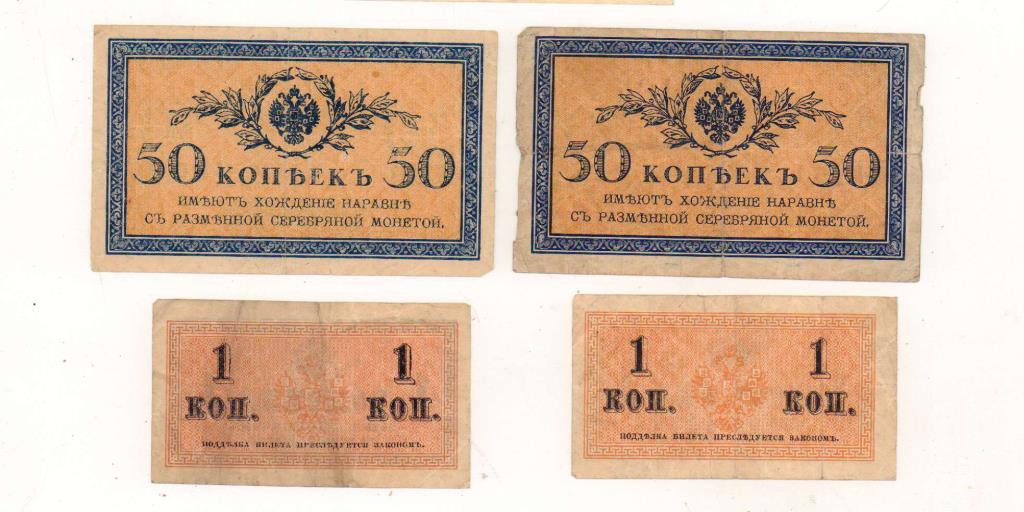 50 КОПѢЕКЪ 50
ИМѢЮТЪ ХОЖДЕНІЕ НАРАВНѢ
СЪ РАЗМѢННОЙ СЕРЕБРЯНОЙ МОНЕТОЙ.
50 КОПѢЕКЪ 50
ИМѢЮТЪ ХОЖДЕНІЕ НАРАВНѢ
СЪ РАЗМѢННОЙ СЕРЕБРЯНОЙ МОНЕТОЙ.
1 1
КОП. КОП.
ПОДДѢЛКА БИЛЕТА ПРЕСЛѢДУЕТСЯ ЗАКОНОМЪ.
1 1
КОП. КОП.
ПОДДѢЛКА БИЛЕТА ПРЕСЛѢДУЕТСЯ ЗАКОНОМЪ.